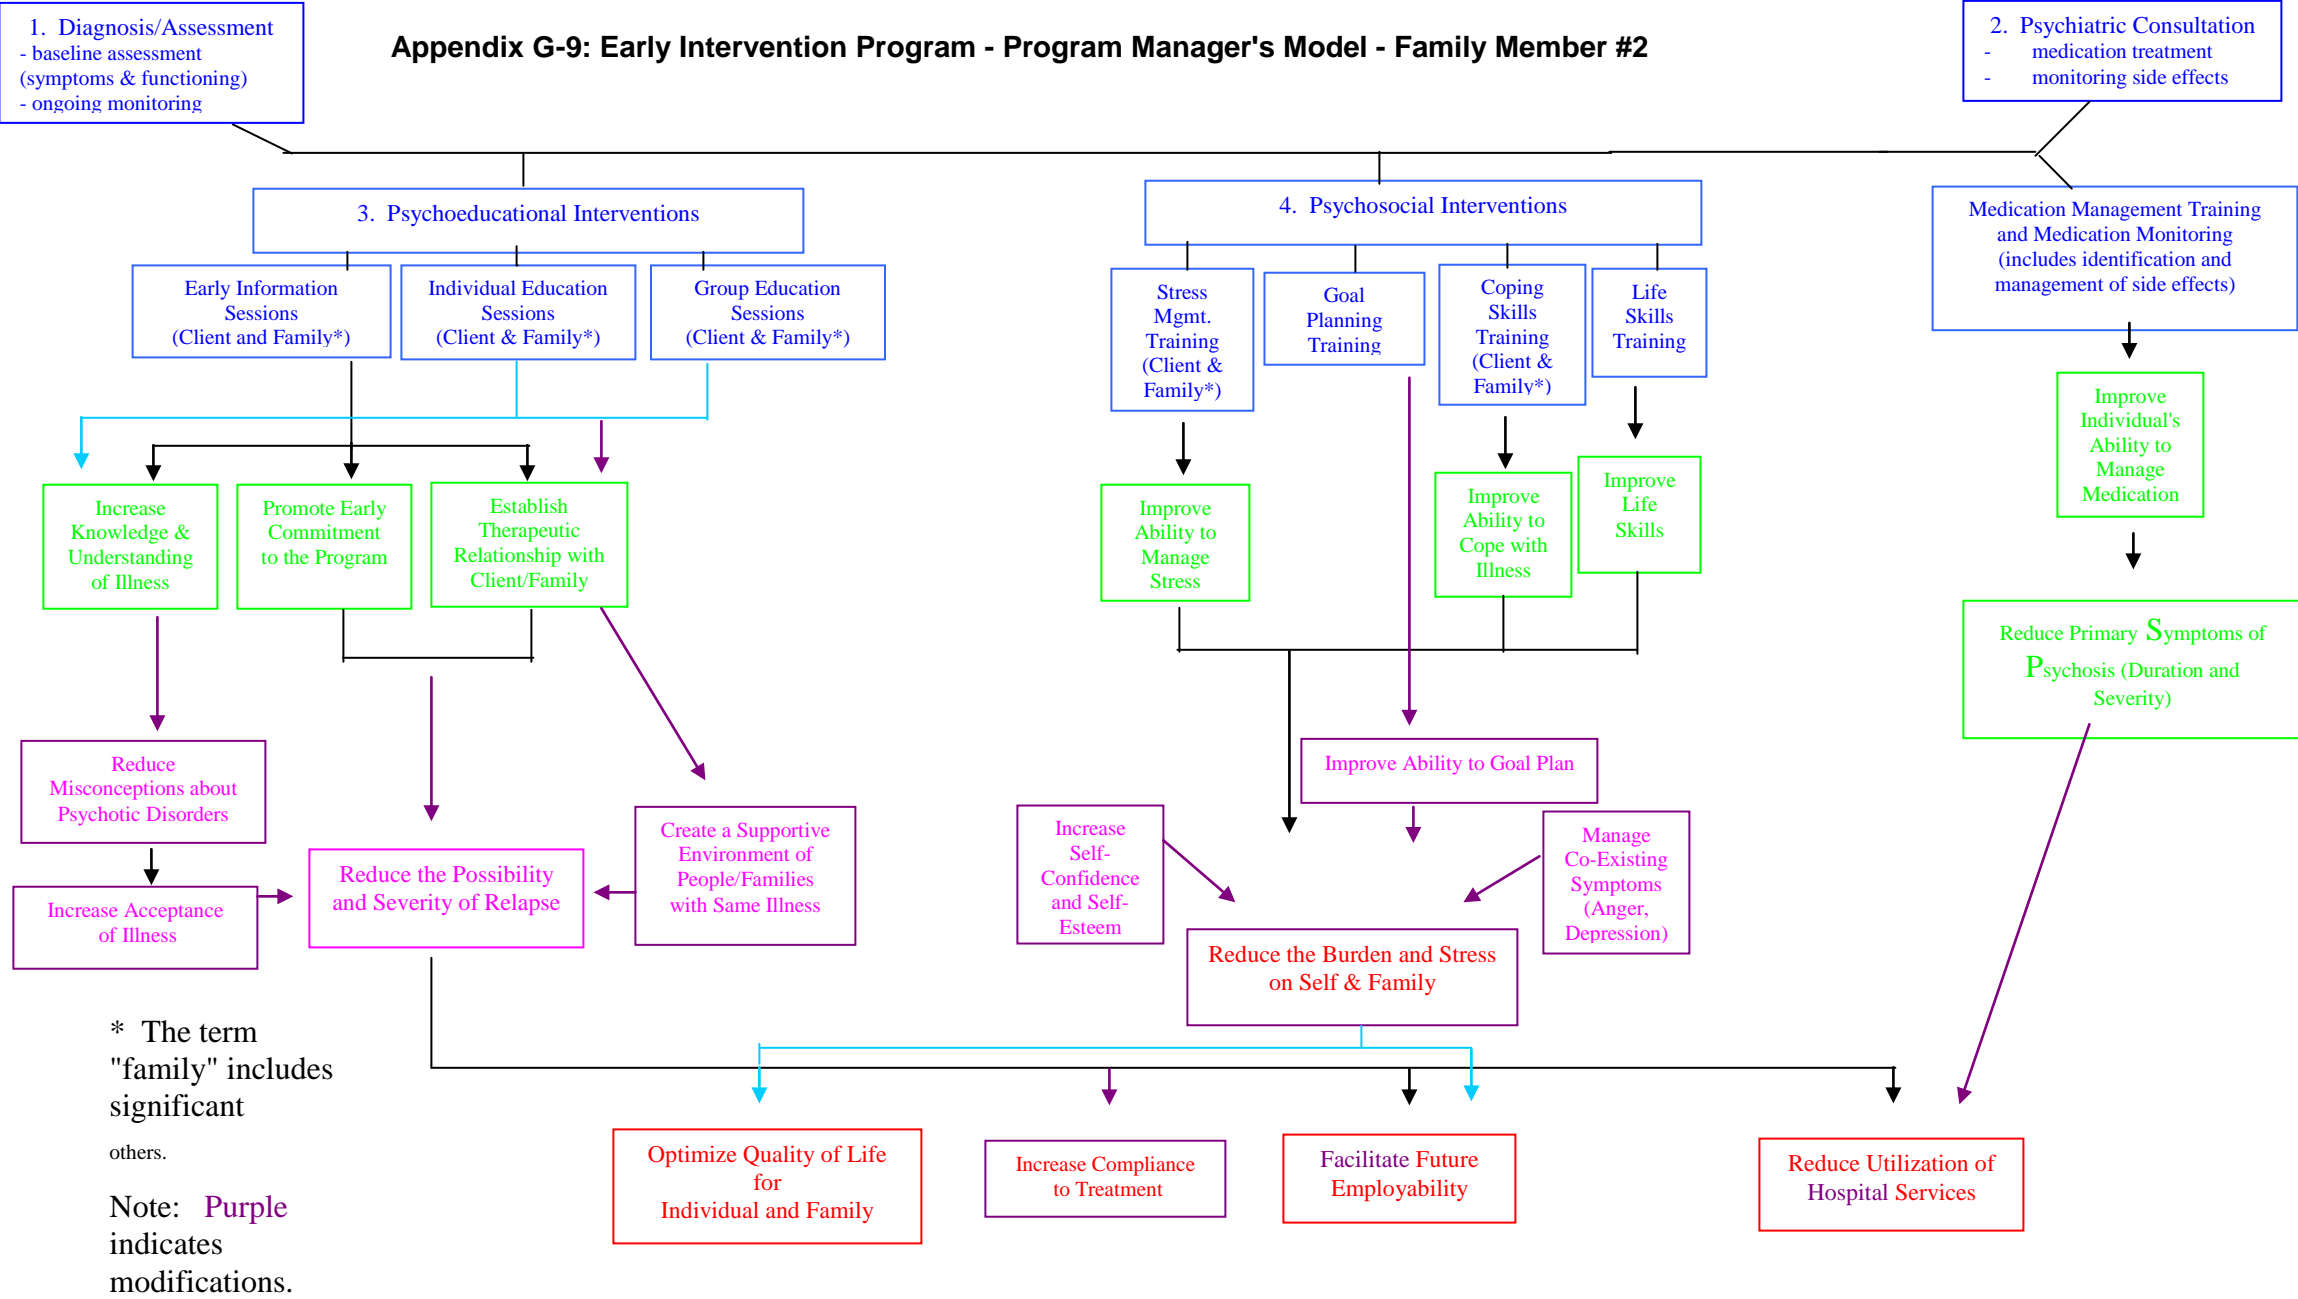 1. Diagnosis/Assessment
- baseline assessment
(symptoms & functioning)
- ongoing monitoring
Appendix G-9: Early Intervention Program - Program Manager's Model - Family Member #2
2. Psychiatric Consultation
- medication treatment
- monitoring side effects
3. Psychoeducational Interventions
4. Psychosocial Interventions
Medication Management Training
and Medication Monitoring
(includes identification and
management of side effects)
Early Information
Sessions
(Client and Family*)
Individual Education
Sessions
(Client & Family*)
Group Education
Sessions
(Client & Family*)
Stress
Mgmt.
Training
(Client &
Family*)
Goal
Planning
Training
Coping
Skills
Training
(Client &
Family*)
Life
Skills
Training
Improve
Individual's
Ability to
Manage
Medication
Increase
Knowledge &
Understanding
of Illness
Promote Early
Commitment
to the Program
Establish
Therapeutic
Relationship with
Client/Family
Improve
Ability to
Manage
Stress
Improve
Ability to
Cope with
Illness
Improve
Life
Skills
Reduce Primary Symptoms of
Psychosis (Duration and
Severity)
Reduce
Misconceptions about
Psychotic Disorders
Improve Ability to Goal Plan
Increase Acceptance
of Illness
Reduce the Possibility
and Severity of Relapse
Create a Supportive
Environment of
People/Families
with Same Illness
Increase
Self-
Confidence
and Self-
Esteem
Manage
Co-Existing
Symptoms
(Anger,
Depression)
Reduce the Burden and Stress
on Self & Family
* The term
"family" includes
significant
others.
Note: Purple
indicates
modifications.
Optimize Quality of Life
for
Individual and Family
Increase Compliance
to Treatment
Facilitate Future
Employability
Reduce Utilization of
Hospital Services